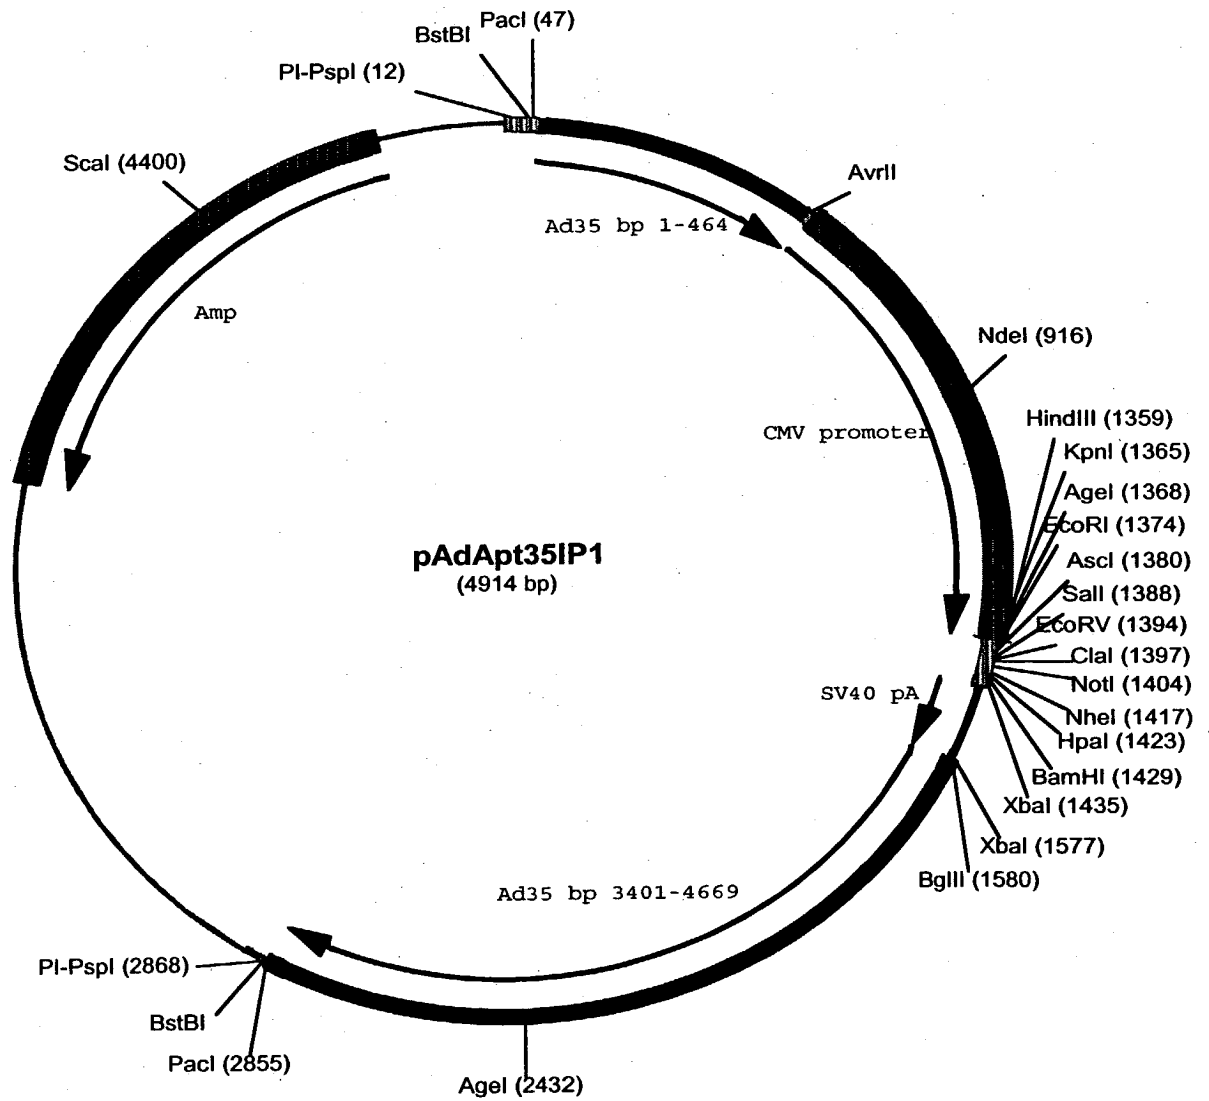 PacI (47)
BstBI
PI-PspI (12)
ScaI (4400)
AvrII
Ad35 bp 1-464
Amp
NdeI (916)
HindIII (1359)
CMV promoter
KpnI (1365)
AgeI (1368)
EcoRI (1374)
pAdApt35IP1
(4914 bp)
AscI (1380)
SalI (1388)
EcoRV (1394)
ClaI (1397)
NotI (1404)
SV40 pA
NheI (1417)
HpaI (1423)
BamHI (1429)
XbaI (1435)
XbaI (1577)
BglII (1580)
Ad35 bp 3401-4669
PI-PspI (2868)
BstBI
PacI (2855)
AgeI (2432)